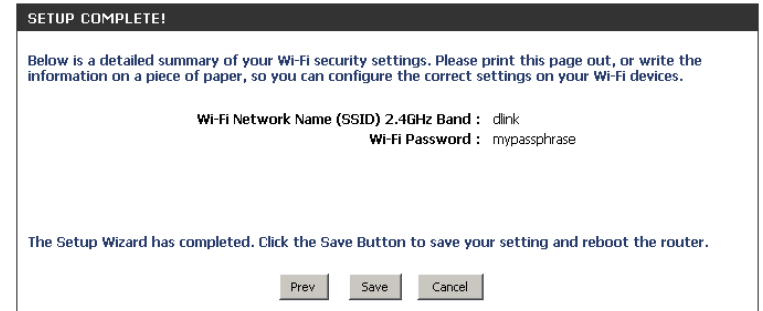 SETUP COMPLETE!
Below is a detailed summary of your Wi-Fi security settings. Please print this page out, or write the
information on a piece of paper, so you can configure the correct settings on your Wi-Fi devices.
Wi-Fi Network Name (SSID) 2.4GHz Band : dlink
Wi-Fi Password : mypassphrase
The Setup Wizard has completed. Click the Save Button to save your setting and reboot the router.
Prev Save Cancel